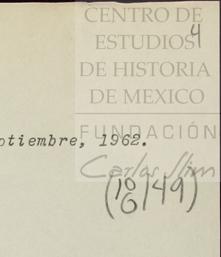 CENTRO DE
ESTUDIOS
4
DE HISTORIA
DE MEXICO
FUNDACIÓN
ptiembre, 1962.
Carlos Slim
(10/49)
6